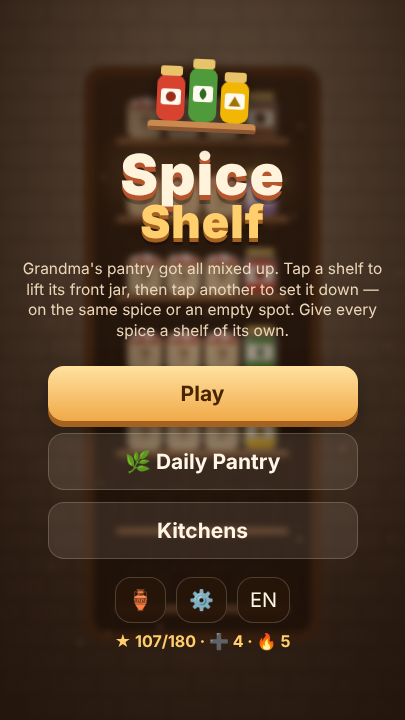 Spice
Shelf
Grandma's pantry got all mixed up. Tap a shelf to
lift its front jar, then tap another to set it down —
on the same spice or an empty spot. Give every
spice a shelf of its own.
Play
🌿 Daily Pantry
Kitchens
EN
★ 107/180 · ➕ 4 · 🔥 5